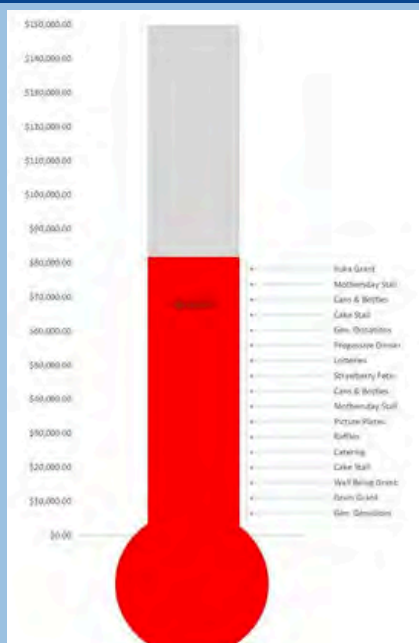 $150,000.00
$140,000.00
$130,000.00
$120,000.00
$110,000.00
$100,000.00
$90,000.00
$80,000.00
$70,000.00
$60,000.00
$50,000.00
$40,000.00
$30,000.00
$20,000.00
$10,000.00
$0.00
Grant
Mothersday Stall
Cans & Bottles
Cake Stall
Gen. Donations
Progessive Dinner
Lotteries
Strawberry Fete
Cans & Bottles
Mothersday Stall
Picture Plates
Raffles
Catering
Cake Stall
Well Being Grant
Grant
Gen. Donations